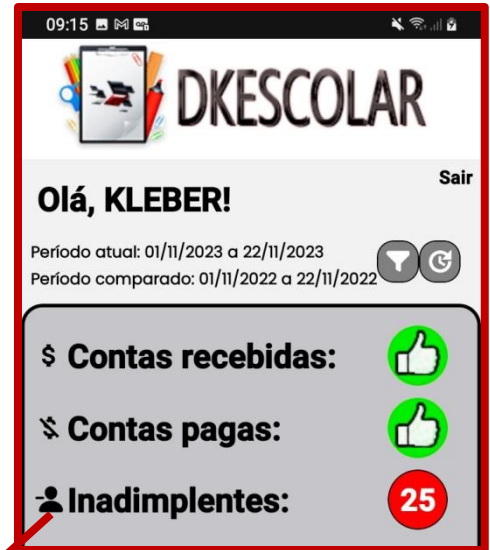 09:15
DKESCOLAR
Sair
Olá, KLEBER!
Período atual: 01/11/2023 a 22/11/2023
Período comparado: 01/11/2022 a 22/11/2022
$ Contas recebidas:
Contas pagas:
Inadimplentes: 25